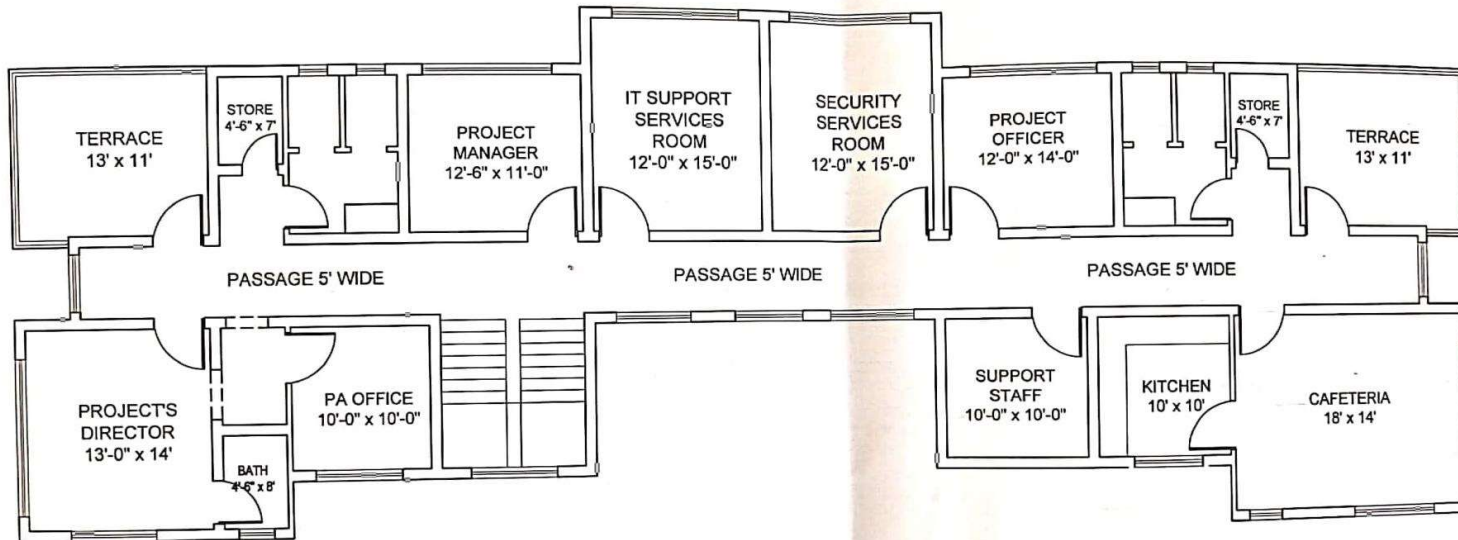 TERRACE
13' x 11'
STORE
4'-6" x 7'
PROJECT
MANAGER
12'-6" x 11'-0"
IT SUPPORT
SERVICES
ROOM
12'-0" x 15'-0"
SECURITY
SERVICES
ROOM
12'-0" x 15'-0"
PROJECT
OFFICER
12'-0" x 14'-0"
STORE
4'-6" x 7'
TERRACE
13' x 11'
PASSAGE 5' WIDE
PASSAGE 5' WIDE
PASSAGE 5' WIDE
PROJECT'S
DIRECTOR
13'-0" x 14'
BATH
4'-6" x 8'
PA OFFICE
10'-0" x 10'-0"
SUPPORT
STAFF
10'-0" x 10'-0"
KITCHEN
10' x 10'
CAFETERIA
18' x 14'